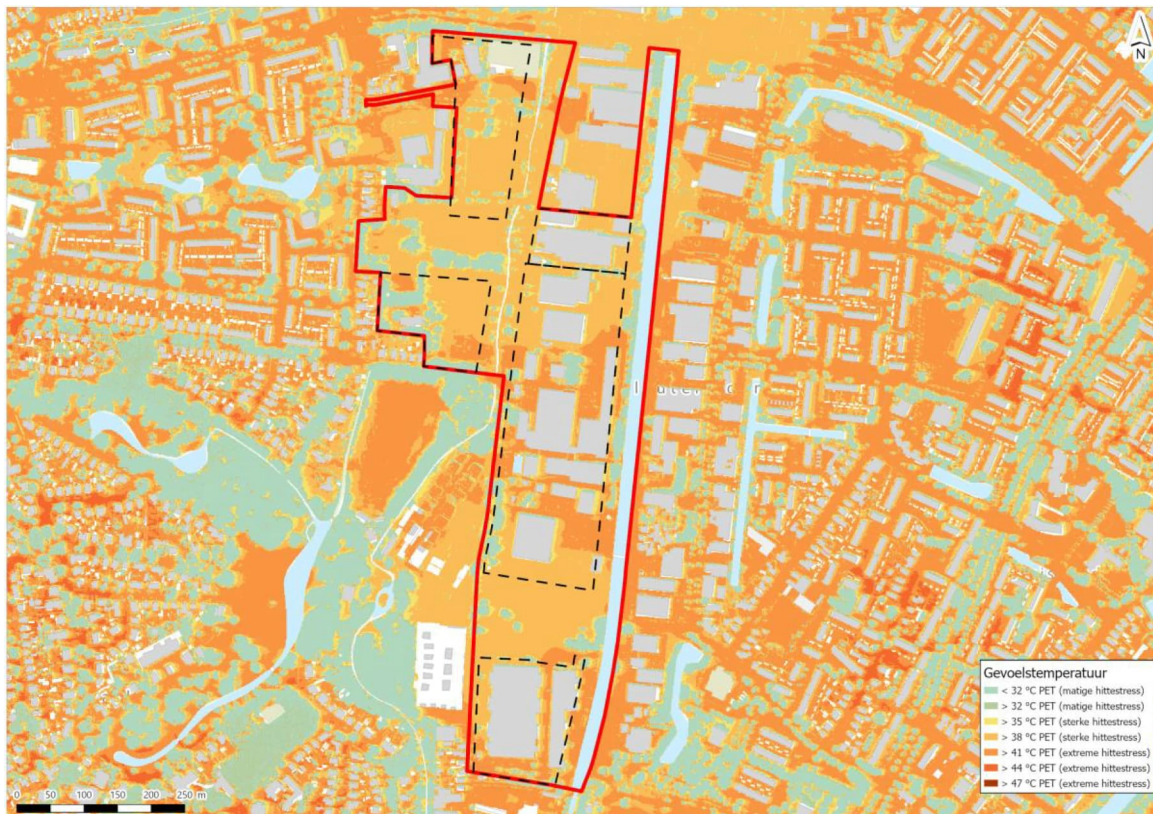 N
Gevoelstemperatuur
< 32 °C PET (matige hittestress)
> 32 °C PET (matige hittestress)
> 35 °C PET (sterke hittestress)
> 38 °C PET (sterke hittestress)
> 41 °C PET (extreme hittestress)
> 44 °C PET (extreme hittestress)
> 47 °C PET (extreme hittestress)
0 50 100 150 200 250 m